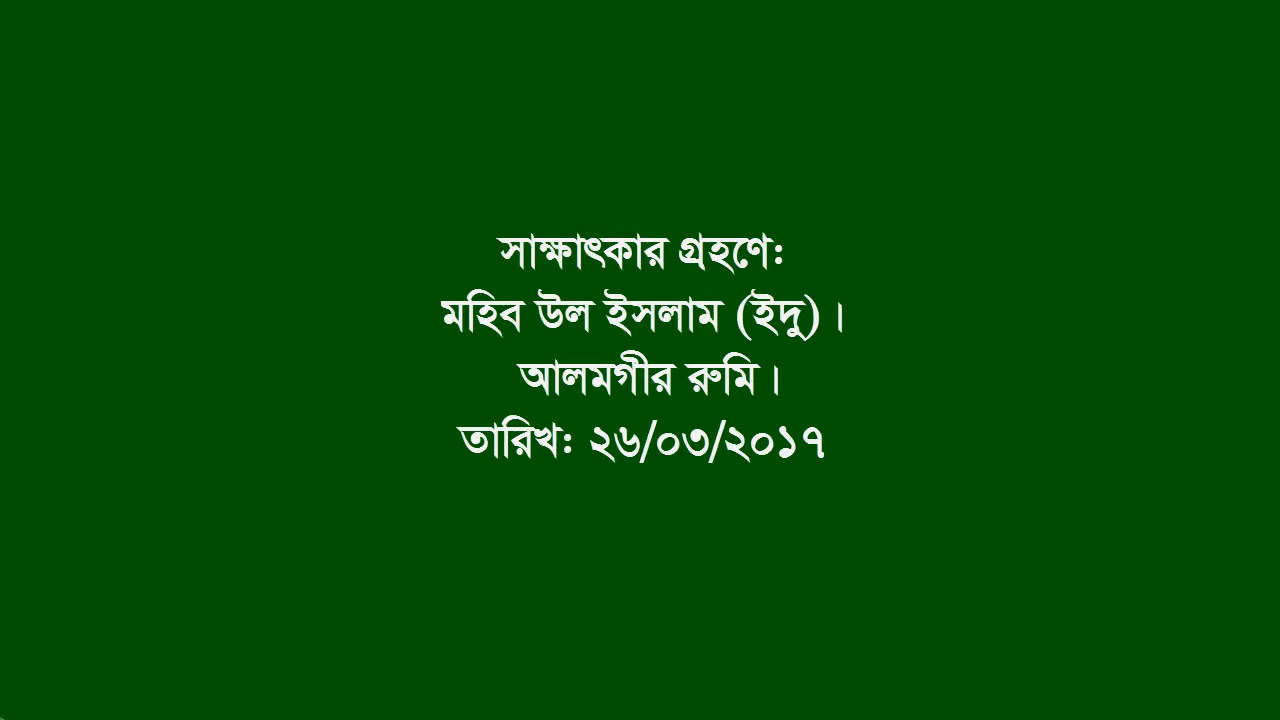 সাক্ষাৎকার গ্রহণে:
মহিব উল ইসলাম (ইদু)।
আলমগীর রুমি।
তারিখ: ২৬/০৩/২০১৭